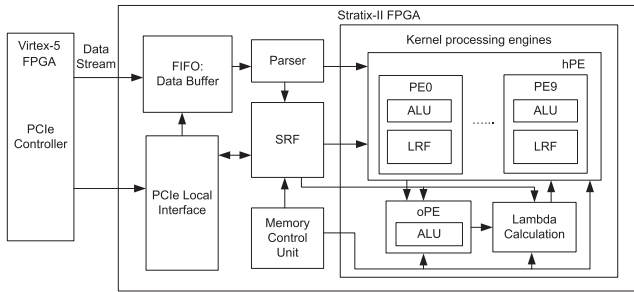 Stratix-II FPGA
Virtex-5
FPGA
PCIe
Controller
Data
Stream
FIFO:
Data Buffer
Parser
SRF
PCIe Local
Interface
Memory
Control
Unit
Kernel processing engines
hPE
PE0
ALU
LRF
......
PE9
ALU
LRF
oPE
ALU
Lambda
Calculation